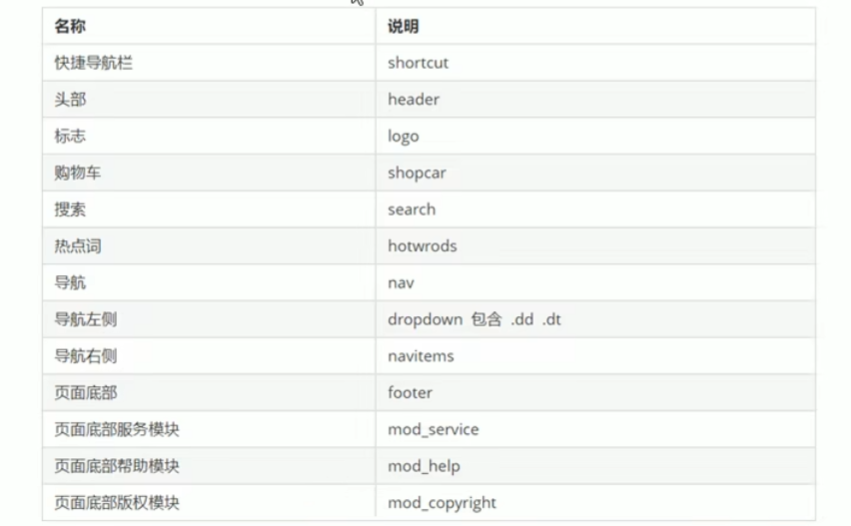 名称 说明
快捷导航栏 shortcut
头部 header
标志 logo
购物车 shopcar
搜索 search
热点词 hotwrods
导航 nav
导航左侧 dropdown 包含 .dd .dt
导航右侧 navitems
页面底部 footer
页面底部服务模块 mod_service
页面底部帮助模块 mod_help
页面底部版权模块 mod_copyright